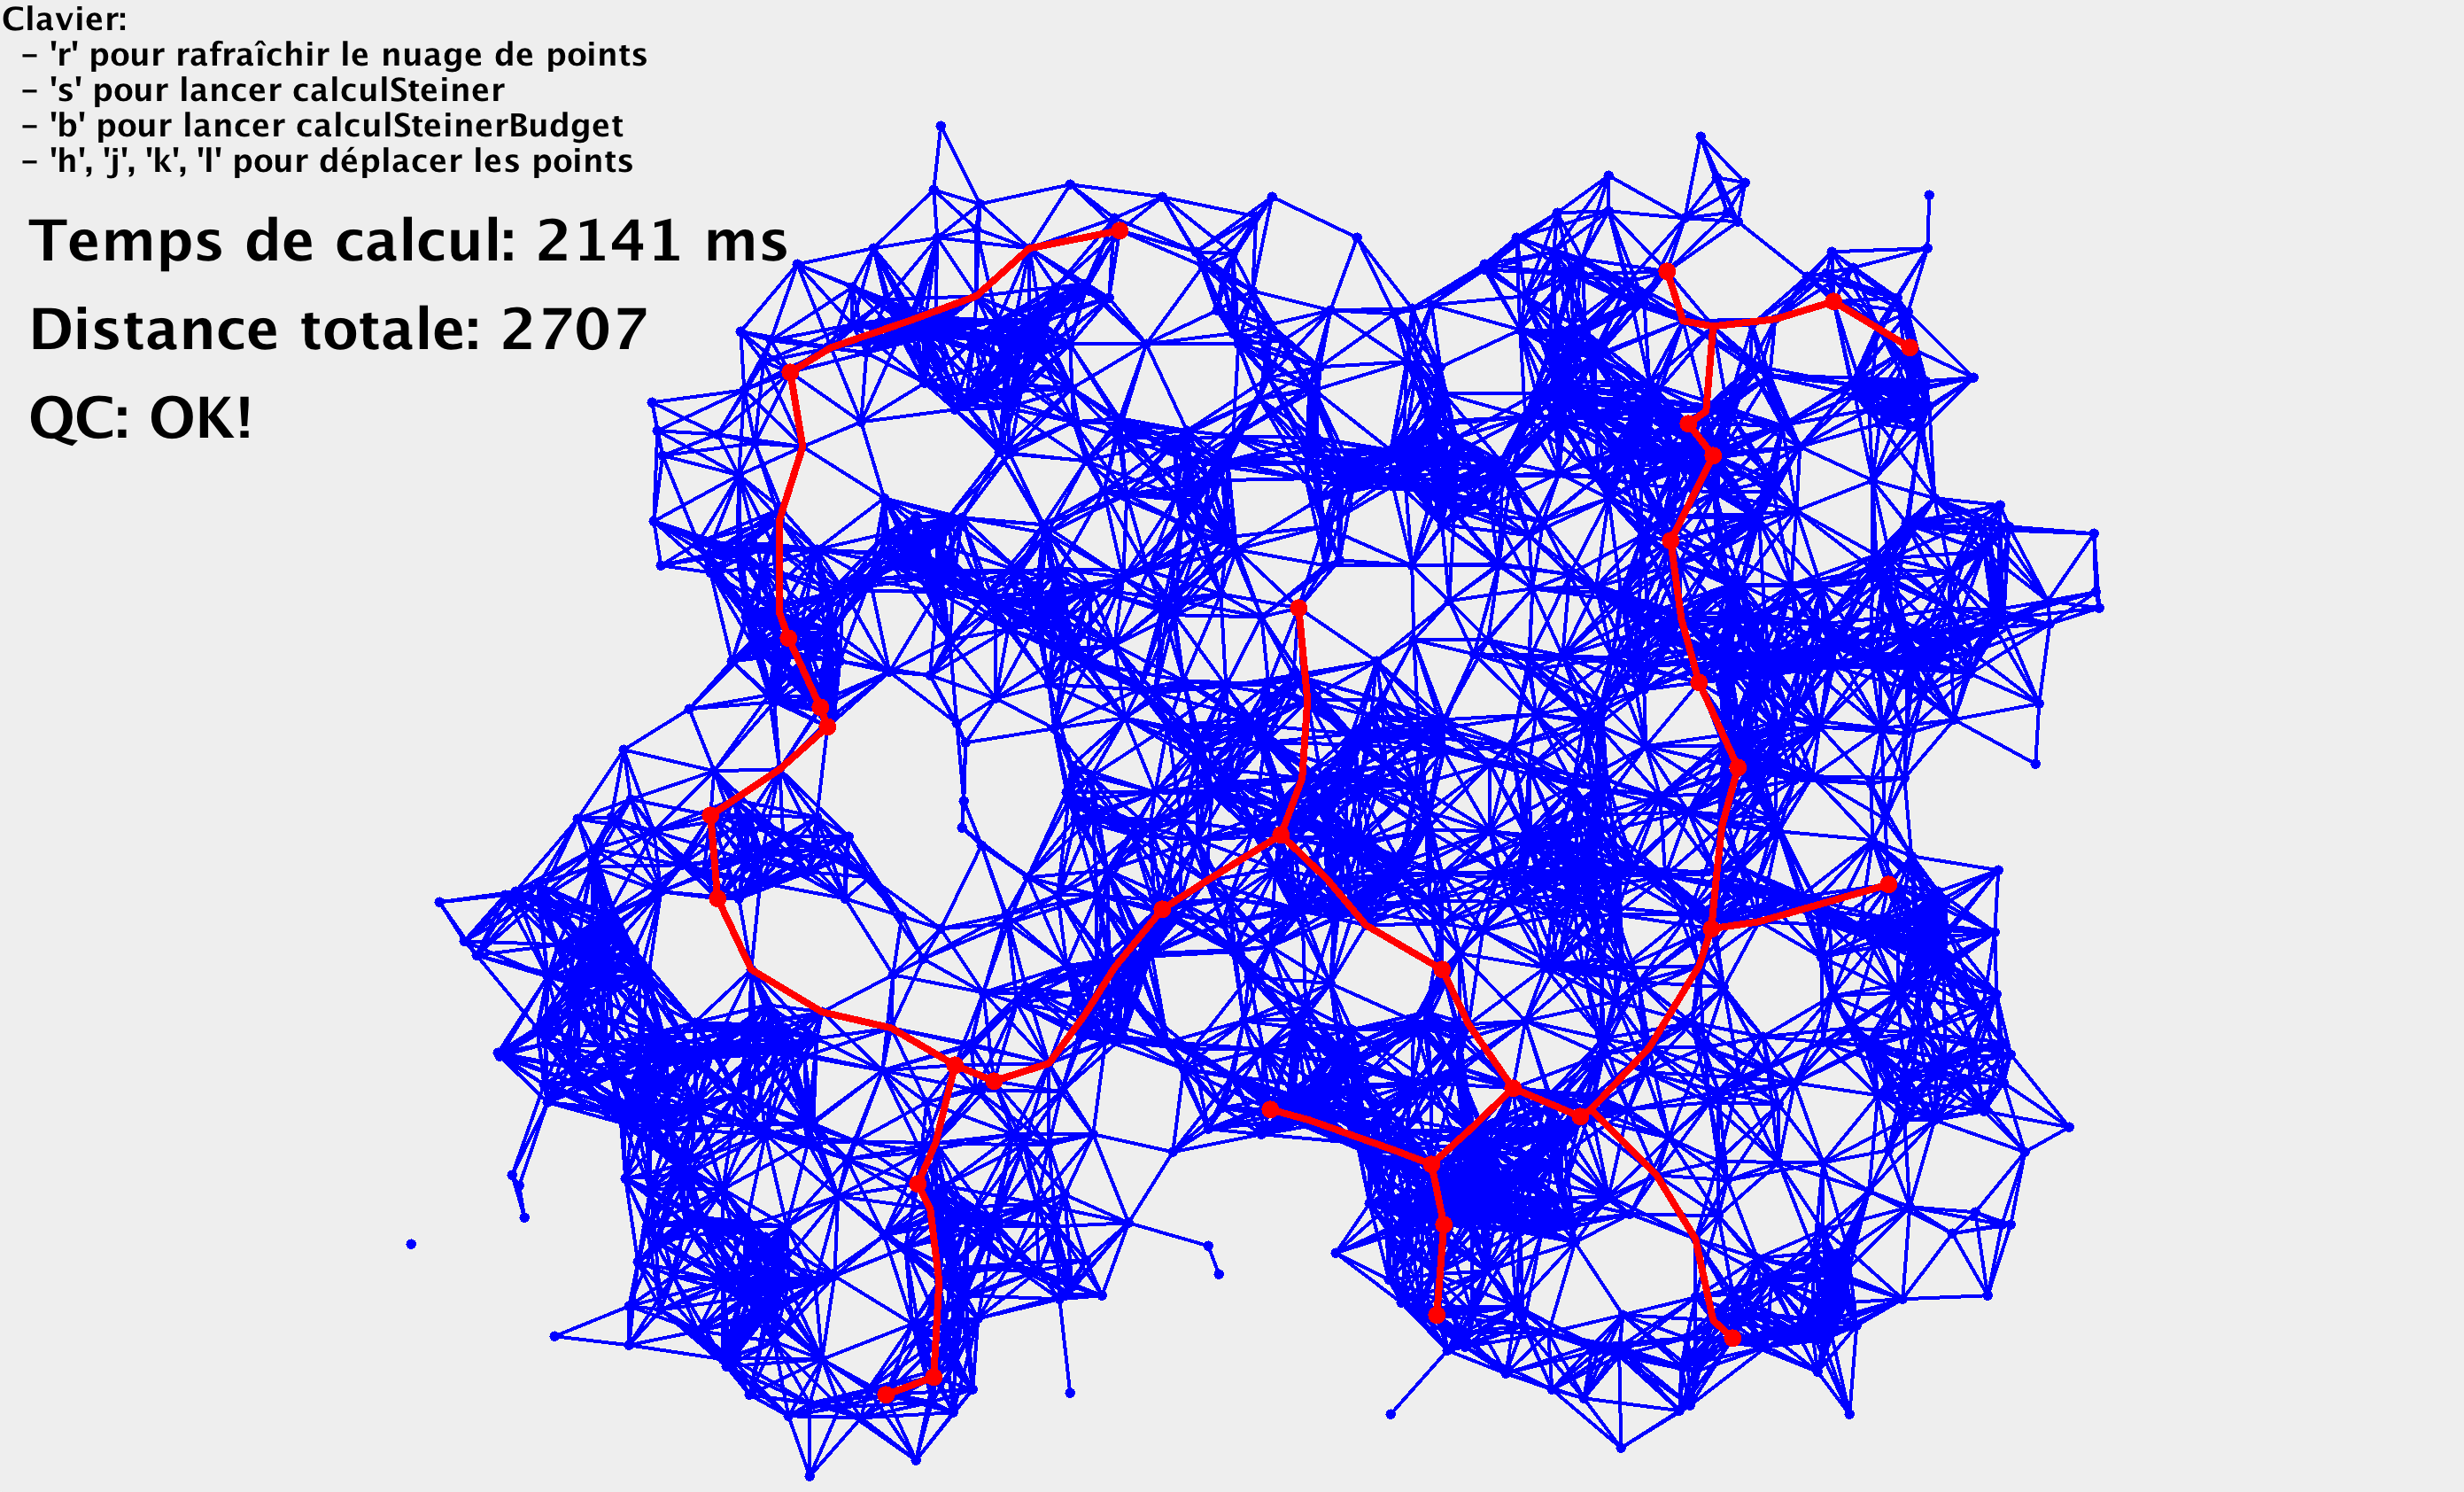 Clavier:
- 'r' pour rafraîchir le nuage de points
- 's' pour lancer calculSteiner
- 'b' pour lancer calculSteinerBudget
- 'h', 'j', 'k', 'l' pour déplacer les points
Temps de calcul: 2141 ms
Distance totale: 2707
QC: OK!